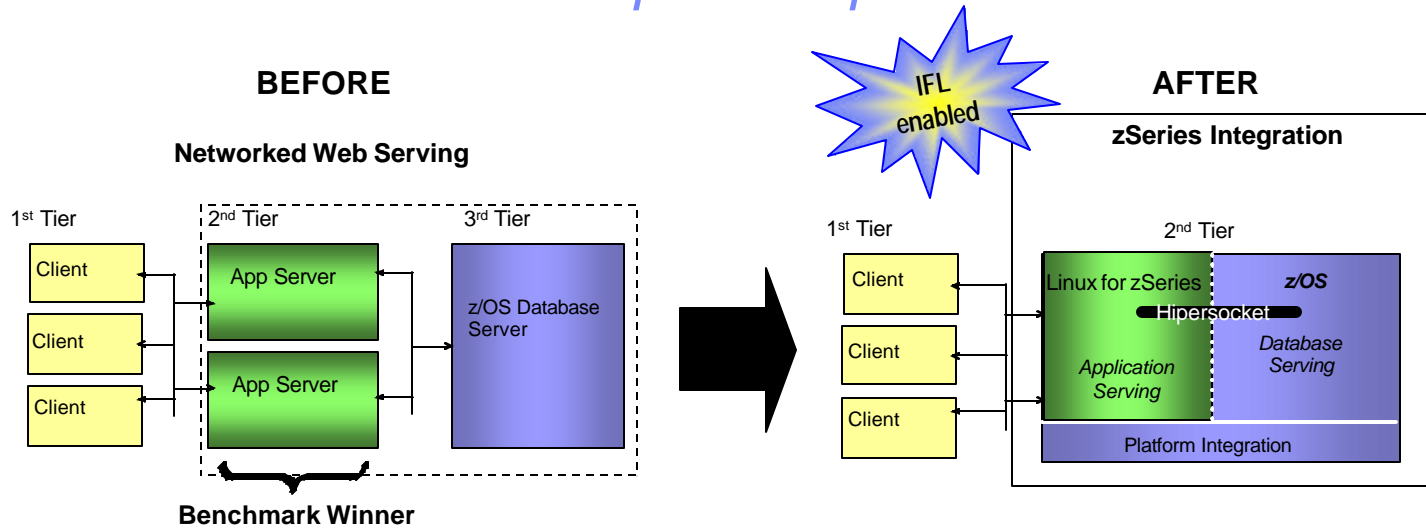 BEFORE
Networked Web Serving
1st Tier
2nd Tier
3rd Tier
Client
Client
Client
App Server
App Server
z/OS Database
Server
Benchmark Winner
IFL
enabled
AFTER
zSeries Integration
1st Tier
2nd Tier
Client
Client
Client
Linux for zSeries
z/OS
Hipersocket
Application
Serving
Database
Serving
Platform Integration